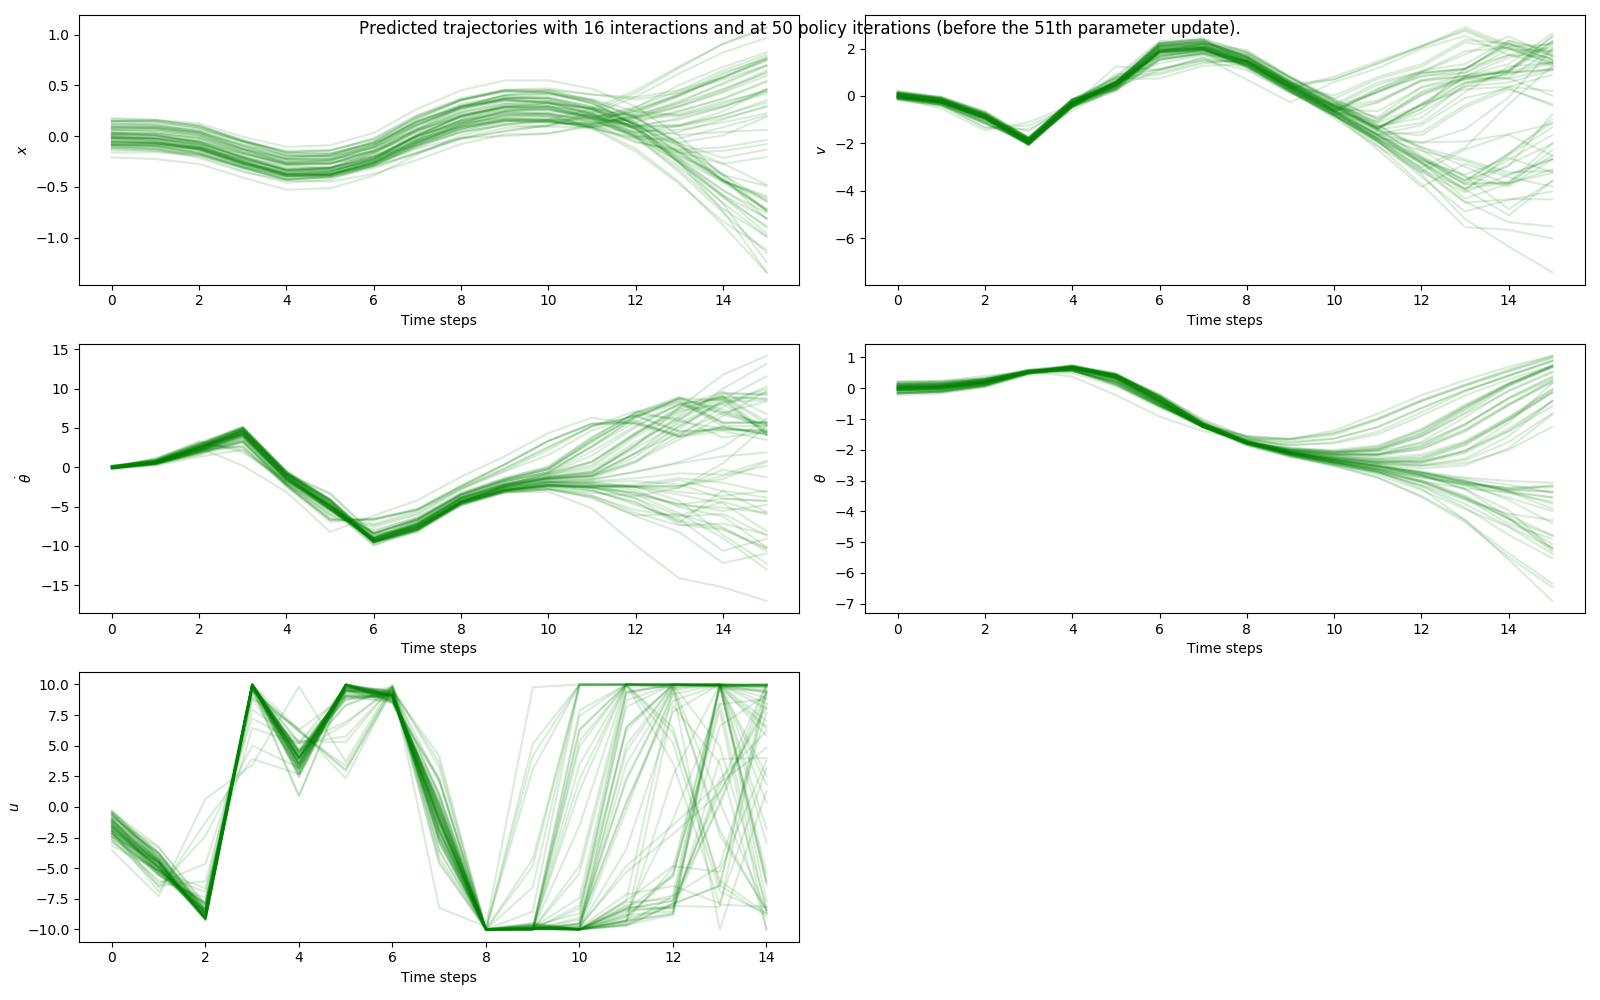 Predicted trajectories with 16 interactions and at 50 policy iterations (before the 51th parameter update).
1.0
0.5
0.0
−0.5
−1.0
x
0 2 4 6 8 10 12 14
Time steps
2
0
−2
−4
−6
v
0 2 4 6 8 10 12 14
Time steps
15
10
5
0
−5
−10
−15
θ̇
0 2 4 6 8 10 12 14
Time steps
1
0
−1
−2
−3
−4
−5
−6
−7
θ
0 2 4 6 8 10 12 14
Time steps
10.0
7.5
5.0
2.5
0.0
−2.5
−5.0
−7.5
−10.0
u
0 2 4 6 8 10 12 14
Time steps